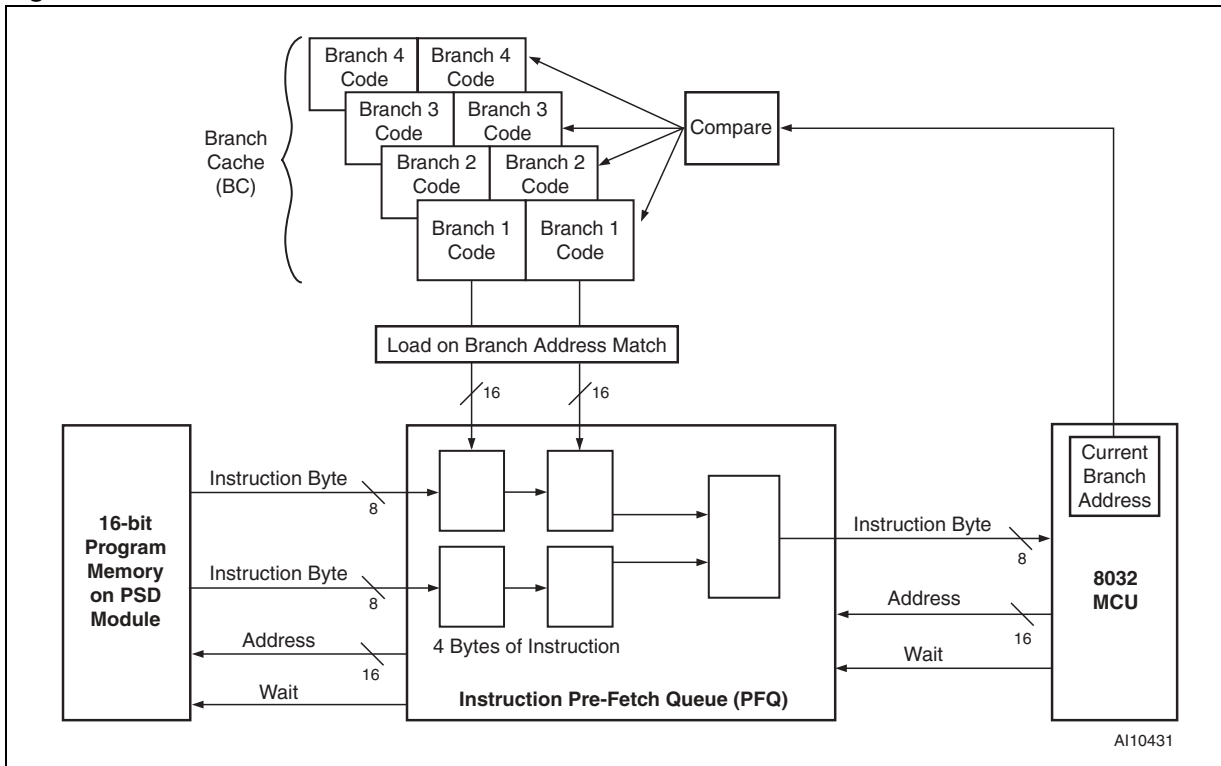 Branch 4
Code
Branch 4
Code
Branch 3
Code
Branch 3
Code
Branch 2
Code
Branch 2
Code
Branch 1
Code
Branch 1
Code
Branch
Cache
(BC)
Compare
Load on Branch Address Match
16
16
16-bit
Program
Memory
on PSD
Module
Instruction Byte
8
Instruction Byte
8
Address
16
Wait
4 Bytes of Instruction
Instruction Pre-Fetch Queue (PFQ)
Instruction Byte
8
Address
16
Wait
Current
Branch
Address
8032
MCU
AI10431